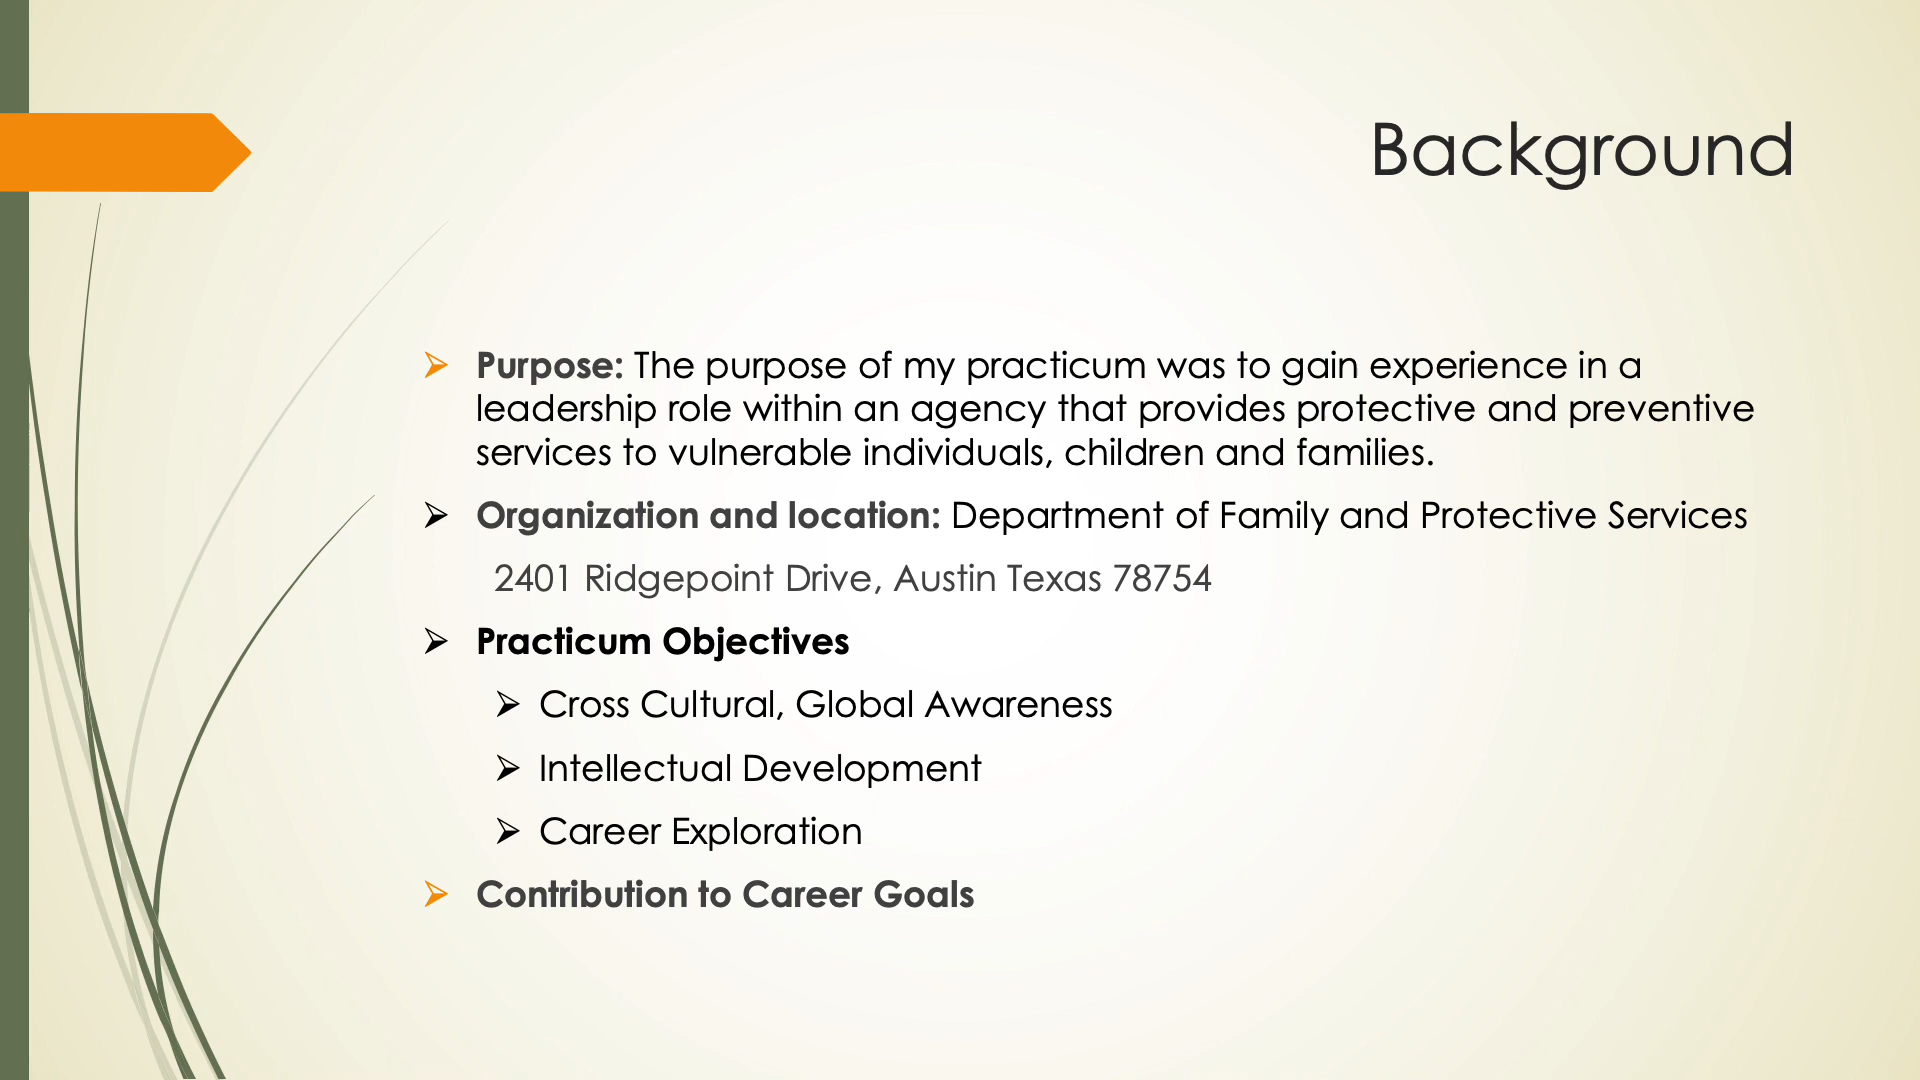 Background
Purpose: The purpose of my practicum was to gain experience in a
leadership role within an agency that provides protective and preventive
services to vulnerable individuals, children and families.
Organization and location: Department of Family and Protective Services
2401 Ridgepoint Drive, Austin Texas 78754
Practicum Objectives
Cross Cultural, Global Awareness
Intellectual Development
Career Exploration
Contribution to Career Goals